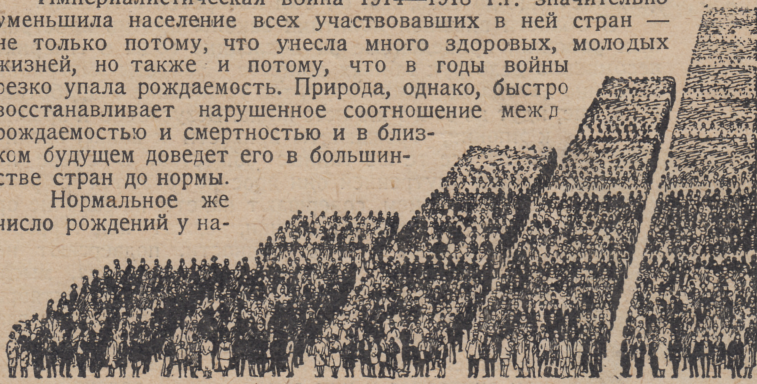 Империалистическая война 1914—1918 г.г. значительно
уменьшила население всех участвовавших в ней стран —
не только потому, что унесла много здоровых, молодых
жизней, но также и потому, что в годы войны
резко упала рождаемость. Природа, однако, быстро
восстанавливает нарушенное соотношение межд
рождаемостью и смертностью и в близ-
ком будущем доведет его в большин-
стве стран до нормы.
Нормальное же
число рождений у на-